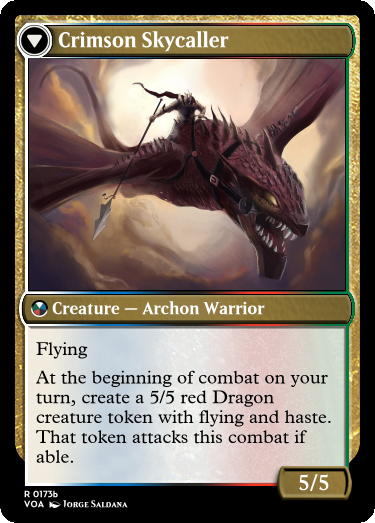 Crimson Skycaller
Creature — Archon Warrior
Flying
At the beginning of combat on your
turn, create a 5/5 red Dragon
creature token with flying and haste.
That token attacks this combat if
able.
5/5
R 0173b
VOA Jorge Saldana